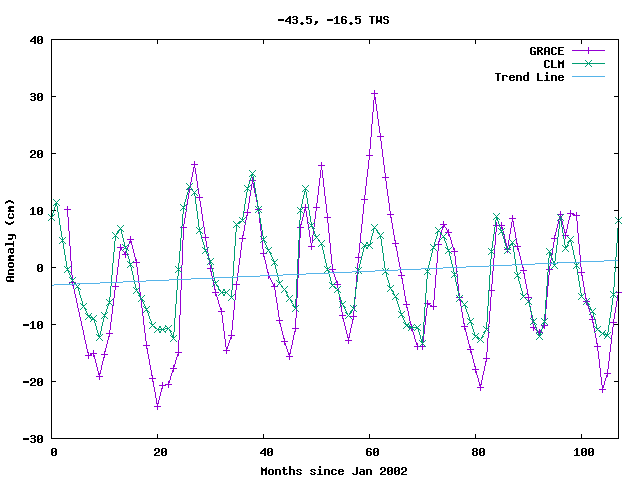 -43.5, -16.5 TWS
GRACE
CLM
Trend Line
40
30
20
10
0
-10
-20
-30
Anomaly (cm)
0 20 40 60 80 100
Months since Jan 2002